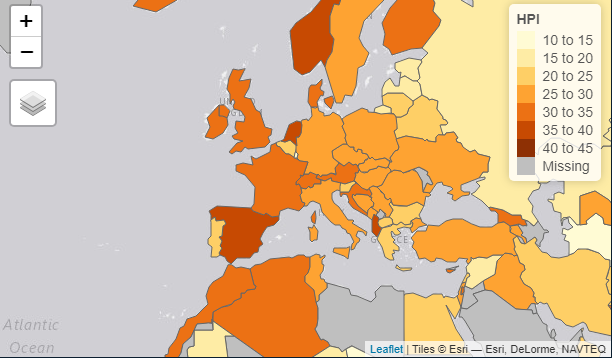 +
−
HPI
10 to 15
15 to 20
20 to 25
25 to 30
30 to 35
35 to 40
40 to 45
Missing
Atlantic
Ocean
Leaflet | Tiles © Esri — Esri, DeLorme, NAVTEQ